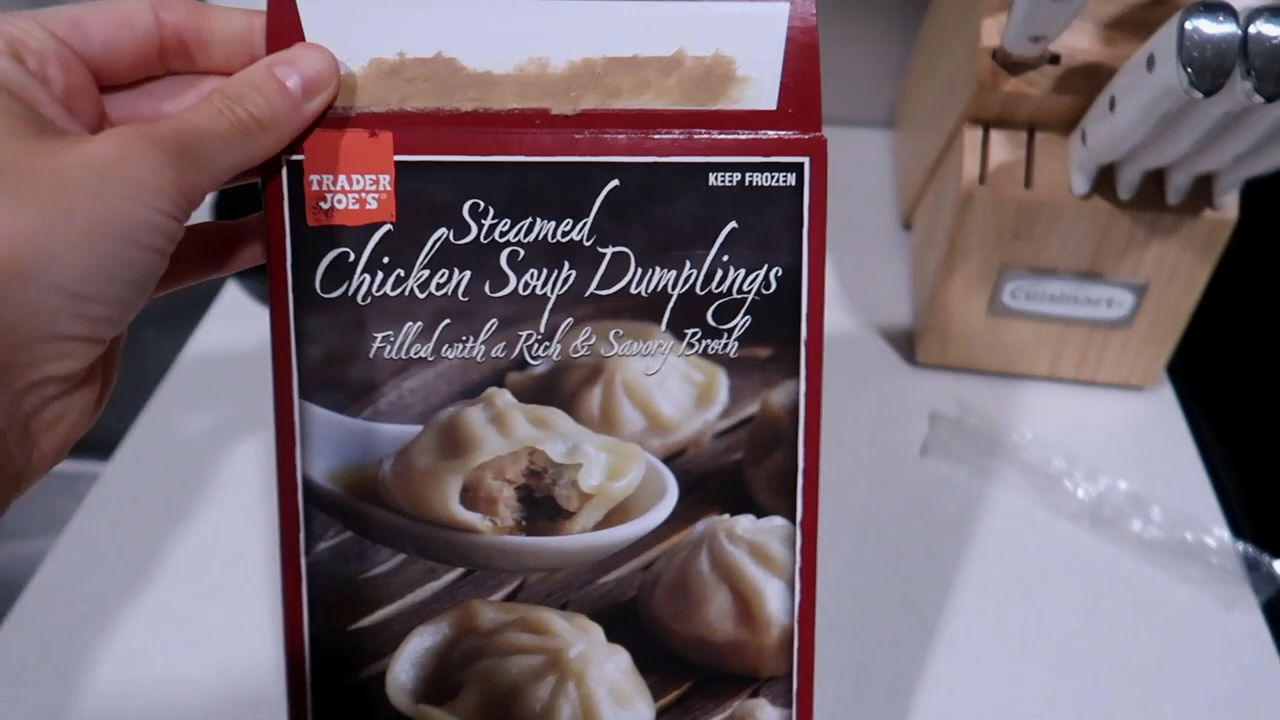 TRADER
JOE'S
KEEP FROZEN
Steamed
Chicken Soup Dumplings
Filled with a Rich & Savory Broth
Cuisinart